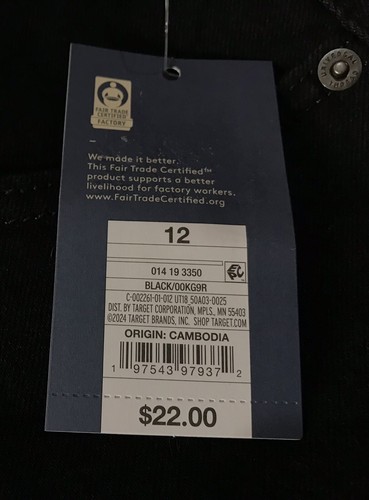 UNIVERSAL THREAD
FAIR TRADE
CERTIFIED
FACTORY
We made it better.
This Fair Trade Certified™
product supports a better
livelihood for factory workers.
www.FairTradeCertified.org
12
014 19 3350
BLACK/00KG9R
C-002261-01-012 UT18_50A03-0025
DIST. BY TARGET CORPORATION, MPLS., MN 55403
©2024 TARGET BRANDS, INC. SHOP TARGET.COM
ORIGIN: CAMBODIA
1 97543 97937 2
$22.00